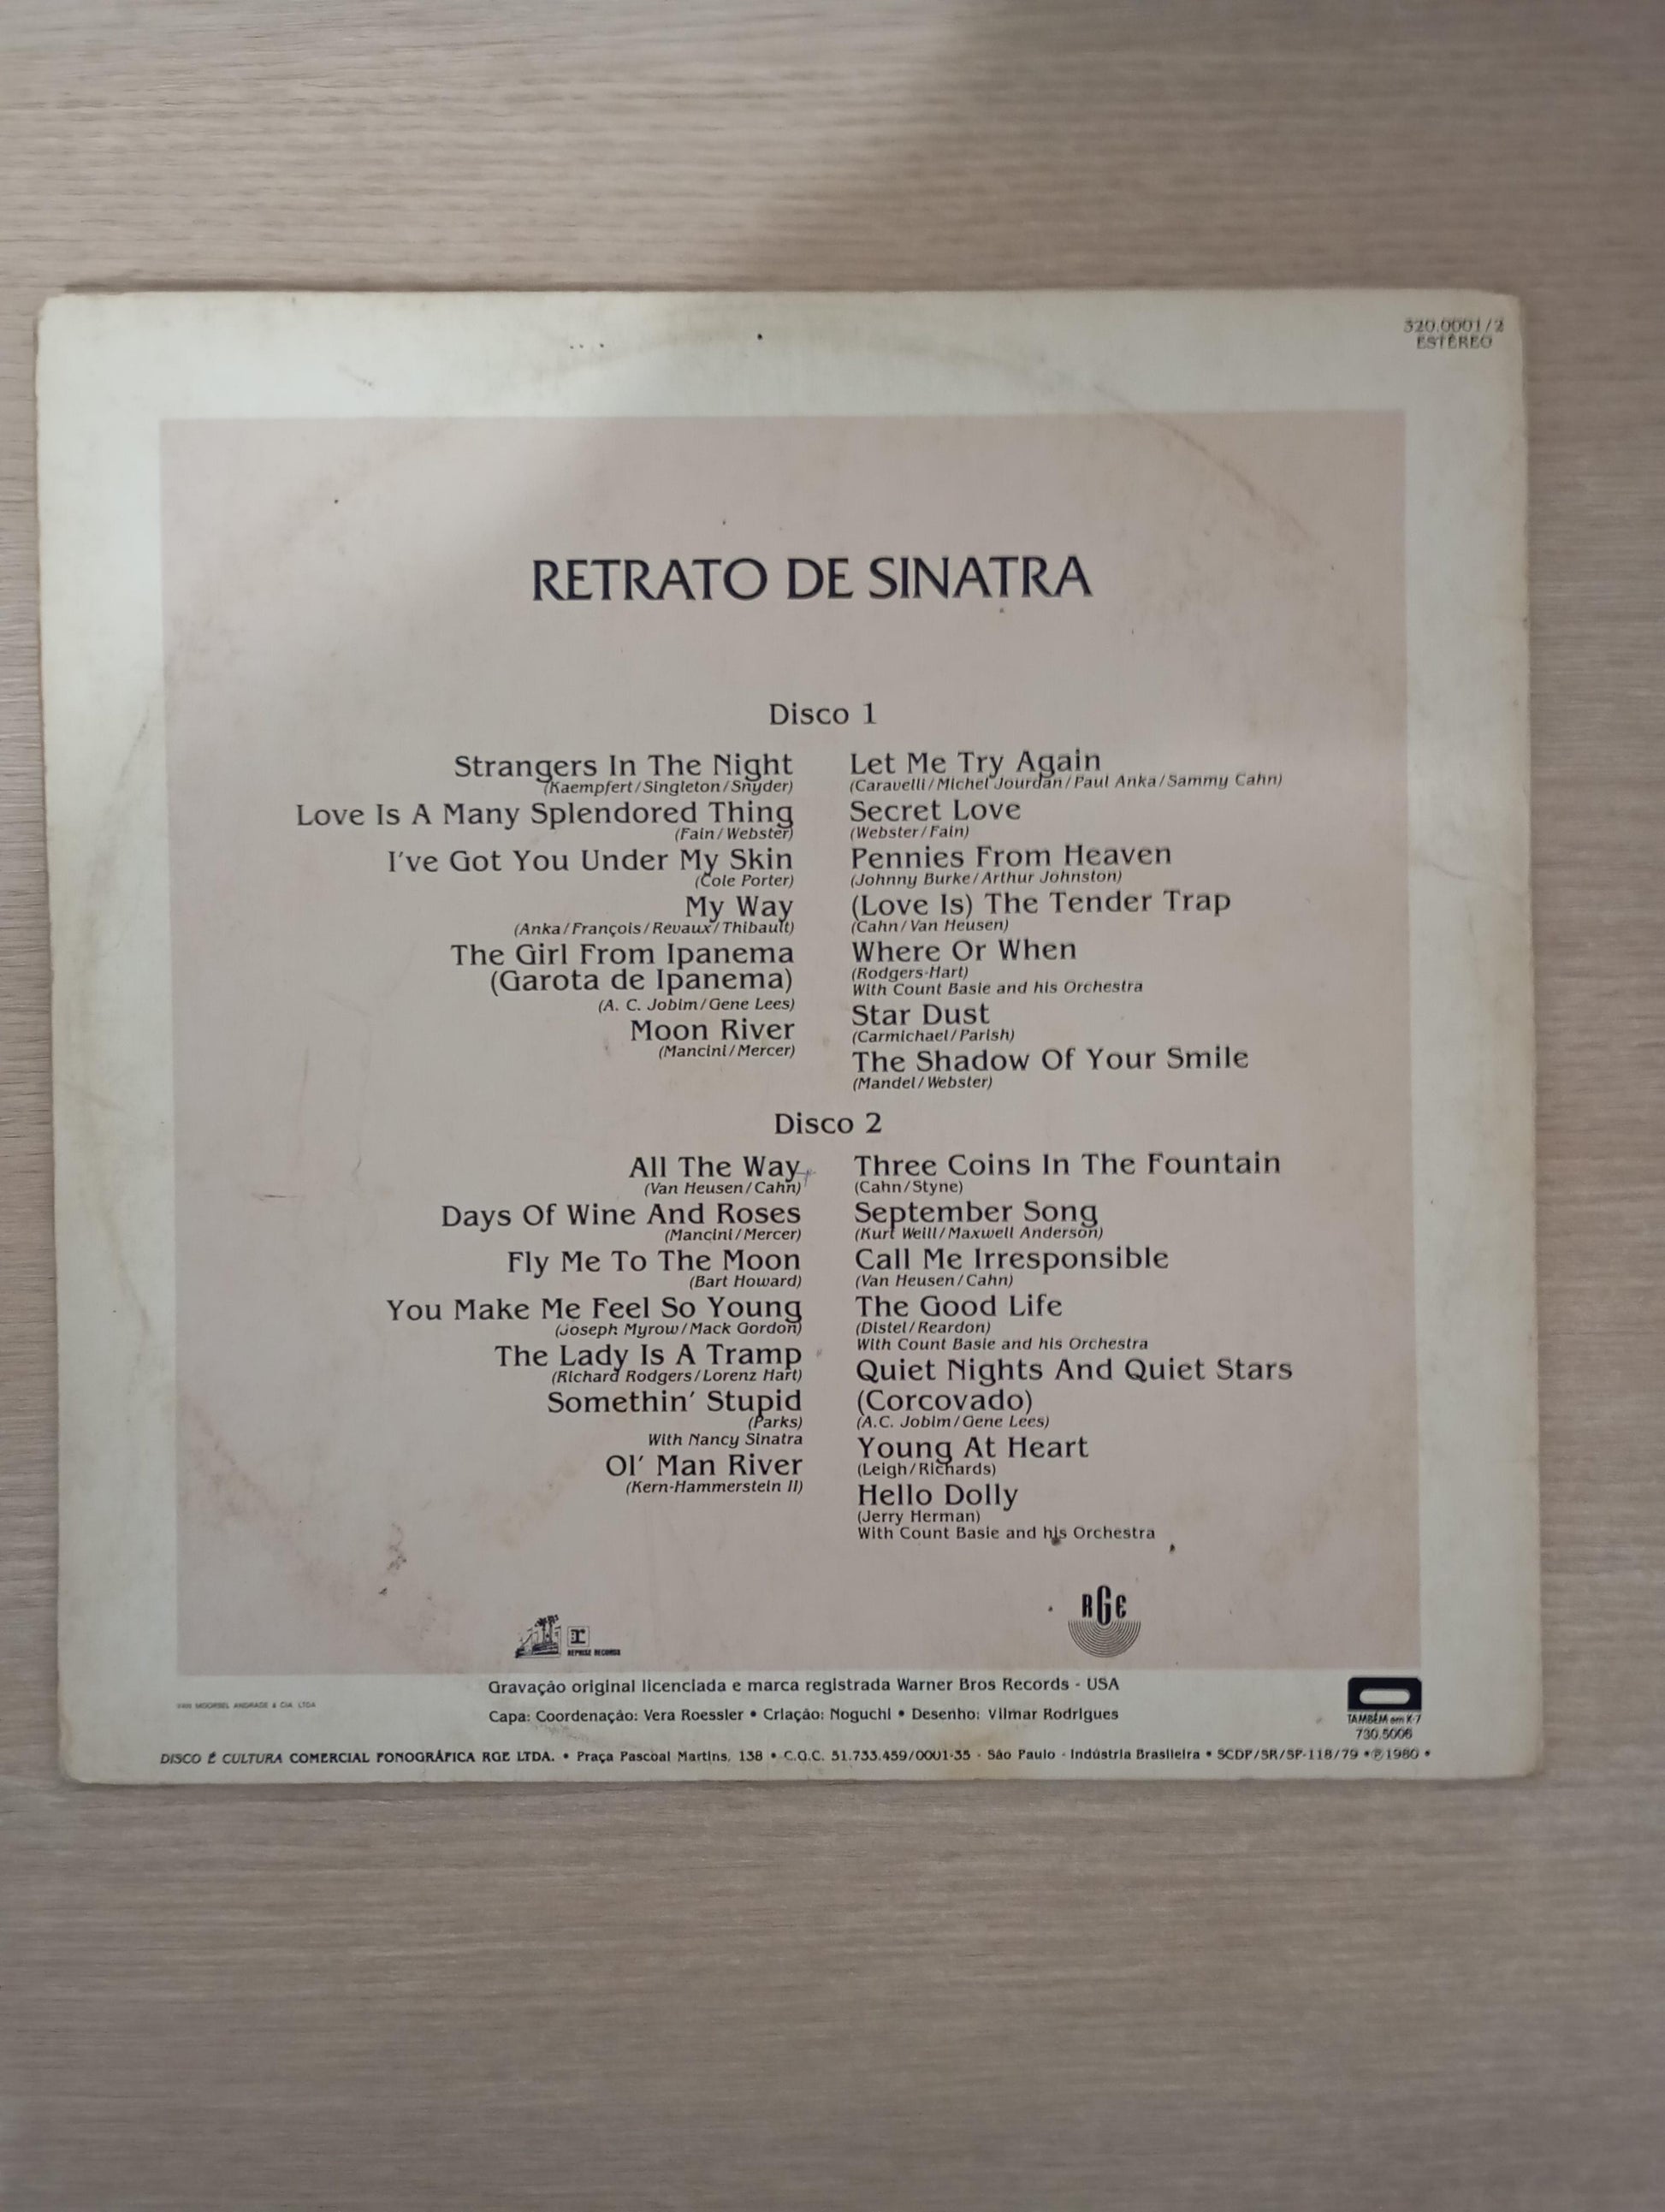 320.0001/2
ESTÉREO
RETRATO DE SINATRA
Disco 1
Strangers In The Night
(Kaempfert/Singleton/Snyder)
Love Is A Many Splendored Thing
(Fain/Webster)
I've Got You Under My Skin
(Cole Porter)
My Way
(Anka/François/Revaux/Thibault)
The Girl From Ipanema
(Garota de Ipanema)
(A. C. Jobim/Gene Lees)
Moon River
(Mancini/Mercer)
Let Me Try Again
(Caravelli/Michel Jourdan/Paul Anka/Sammy Cahn)
Secret Love
(Webster/Fain)
Pennies From Heaven
(Johnny Burke/Arthur Johnston)
(Love Is) The Tender Trap
(Cahn/Van Heusen)
Where Or When
(Rodgers-Hart)
With Count Basie and his Orchestra
Star Dust
(Carmichael/Parish)
The Shadow Of Your Smile
(Mandel/Webster)
Disco 2
All The Way
(Van Heusen/Cahn)
Days Of Wine And Roses
(Mancini/Mercer)
Fly Me To The Moon
(Bart Howard)
You Make Me Feel So Young
(Joseph Myrow/Mack Gordon)
The Lady Is A Tramp
(Richard Rodgers/Lorenz Hart)
Somethin' Stupid
(Parks)
With Nancy Sinatra
Ol' Man River
(Kern-Hammerstein II)
Three Coins In The Fountain
(Cahn/Styne)
September Song
(Kurt Weill/Maxwell Anderson)
Call Me Irresponsible
(Van Heusen/Cahn)
The Good Life
(Distel/Reardon)
With Count Basie and his Orchestra
Quiet Nights And Quiet Stars
(Corcovado)
(A.C. Jobim/Gene Lees)
Young At Heart
(Leigh/Richards)
Hello Dolly
(Jerry Herman)
With Count Basie and his Orchestra
r
REPRISE RECORDS
RGE
Gravação original licenciada e marca registrada Warner Bros Records - USA
Capa: Coordenação: Vera Roessler • Criação: Noguchi • Desenho: Vilmar Rodrigues
ANDRADE & CIA. LTDA
TAMBÉM em K-7
730.5006
DISCO É CULTURA COMERCIAL FONOGRÁFICA RGE LTDA. • Praça Pascoal Martins, 138 • C.G.C. 51.733.459/0001-35 - São Paulo - Indústria Brasileira • SCDP/SR/SP-118/79 • ℗ 1980 •